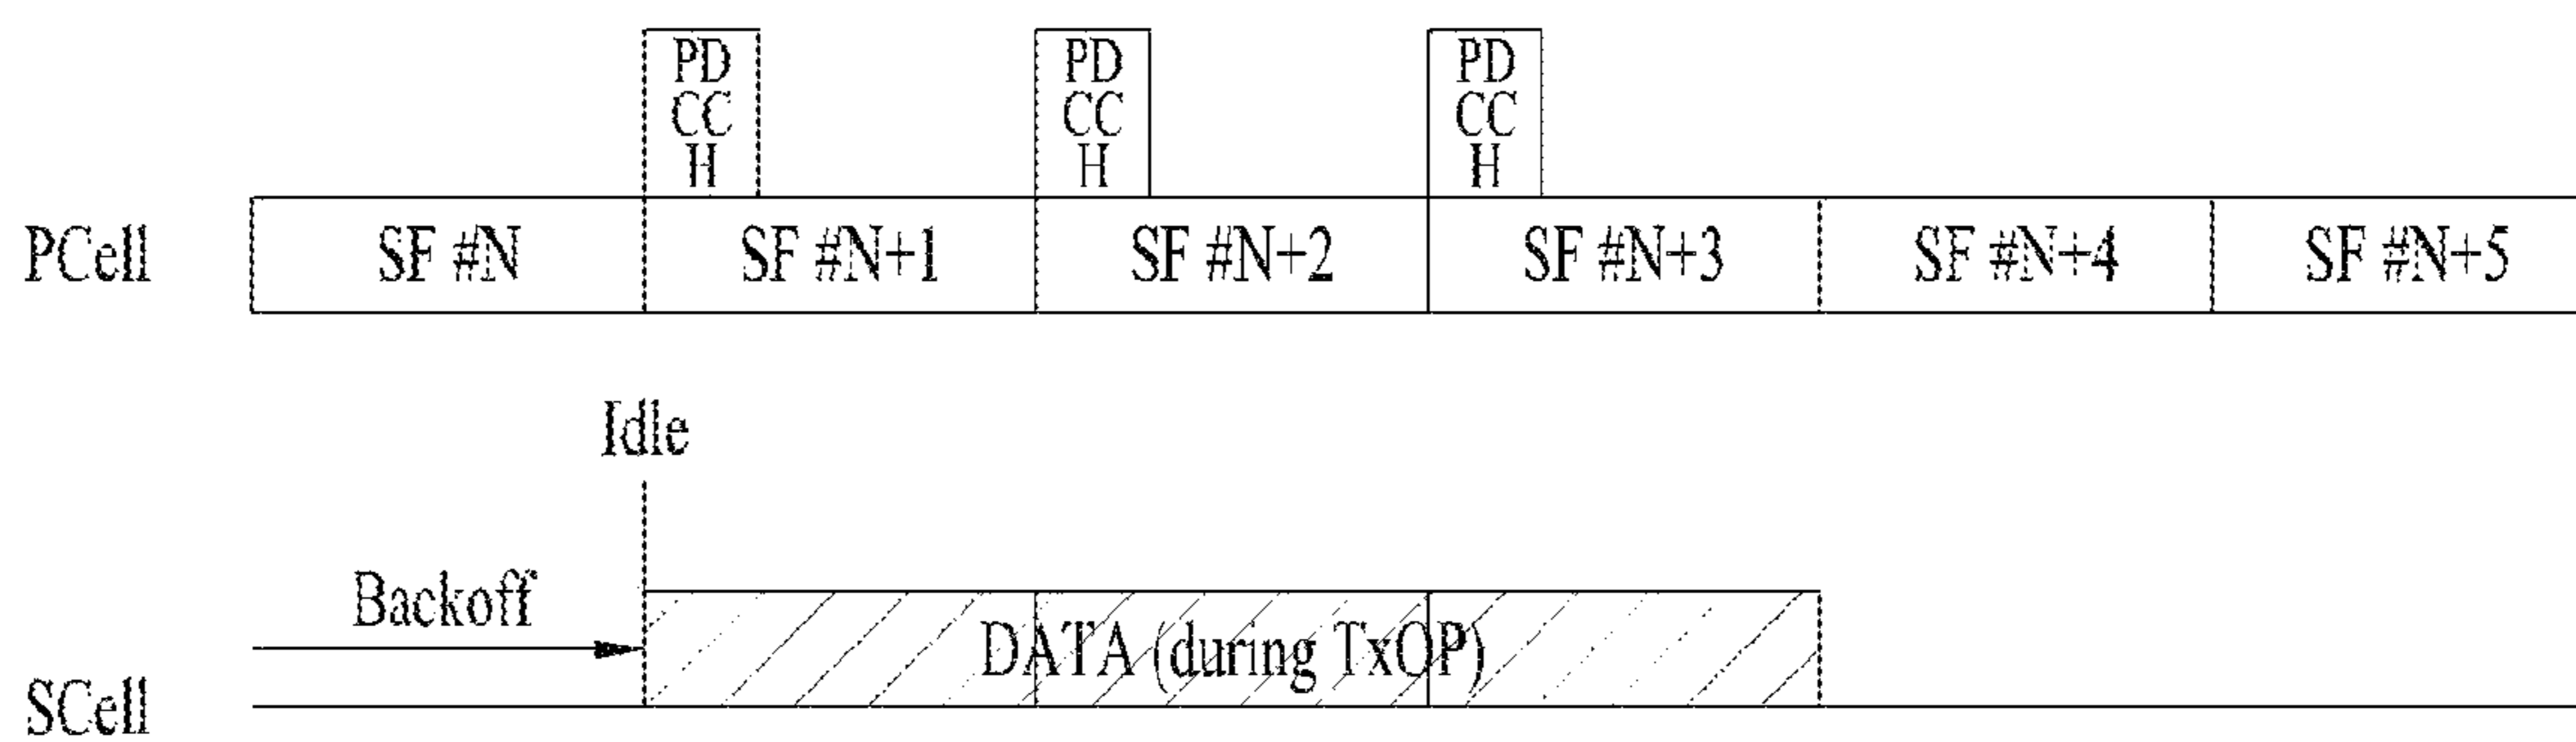 PD
CC
H
PD
CC
H
PD
CC
H
PCell SF #N SF #N+1 SF #N+2 SF #N+3 SF #N+4 SF #N+5
Idle
Backoff
DATA (during TxOP)
SCell